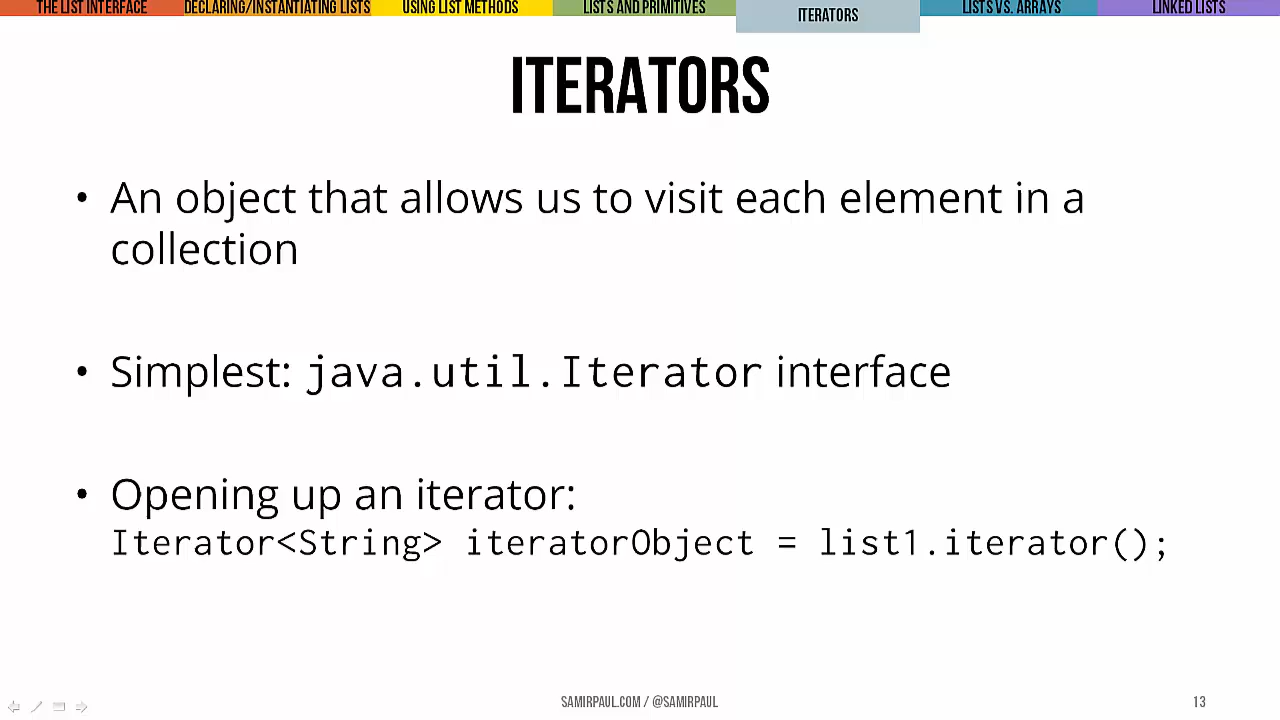 THE LIST INTERFACE
DECLARING/INSTANTIATING LISTS
USING LIST METHODS
LISTS AND PRIMITIVES
ITERATORS
LISTS VS. ARRAYS
LINKED LISTS
ITERATORS
• An object that allows us to visit each element in a
collection
• Simplest: java.util.Iterator interface
• Opening up an iterator:
Iterator<String> iteratorObject = list1.iterator();
SAMIRPAUL.COM / @SAMIRPAUL
13